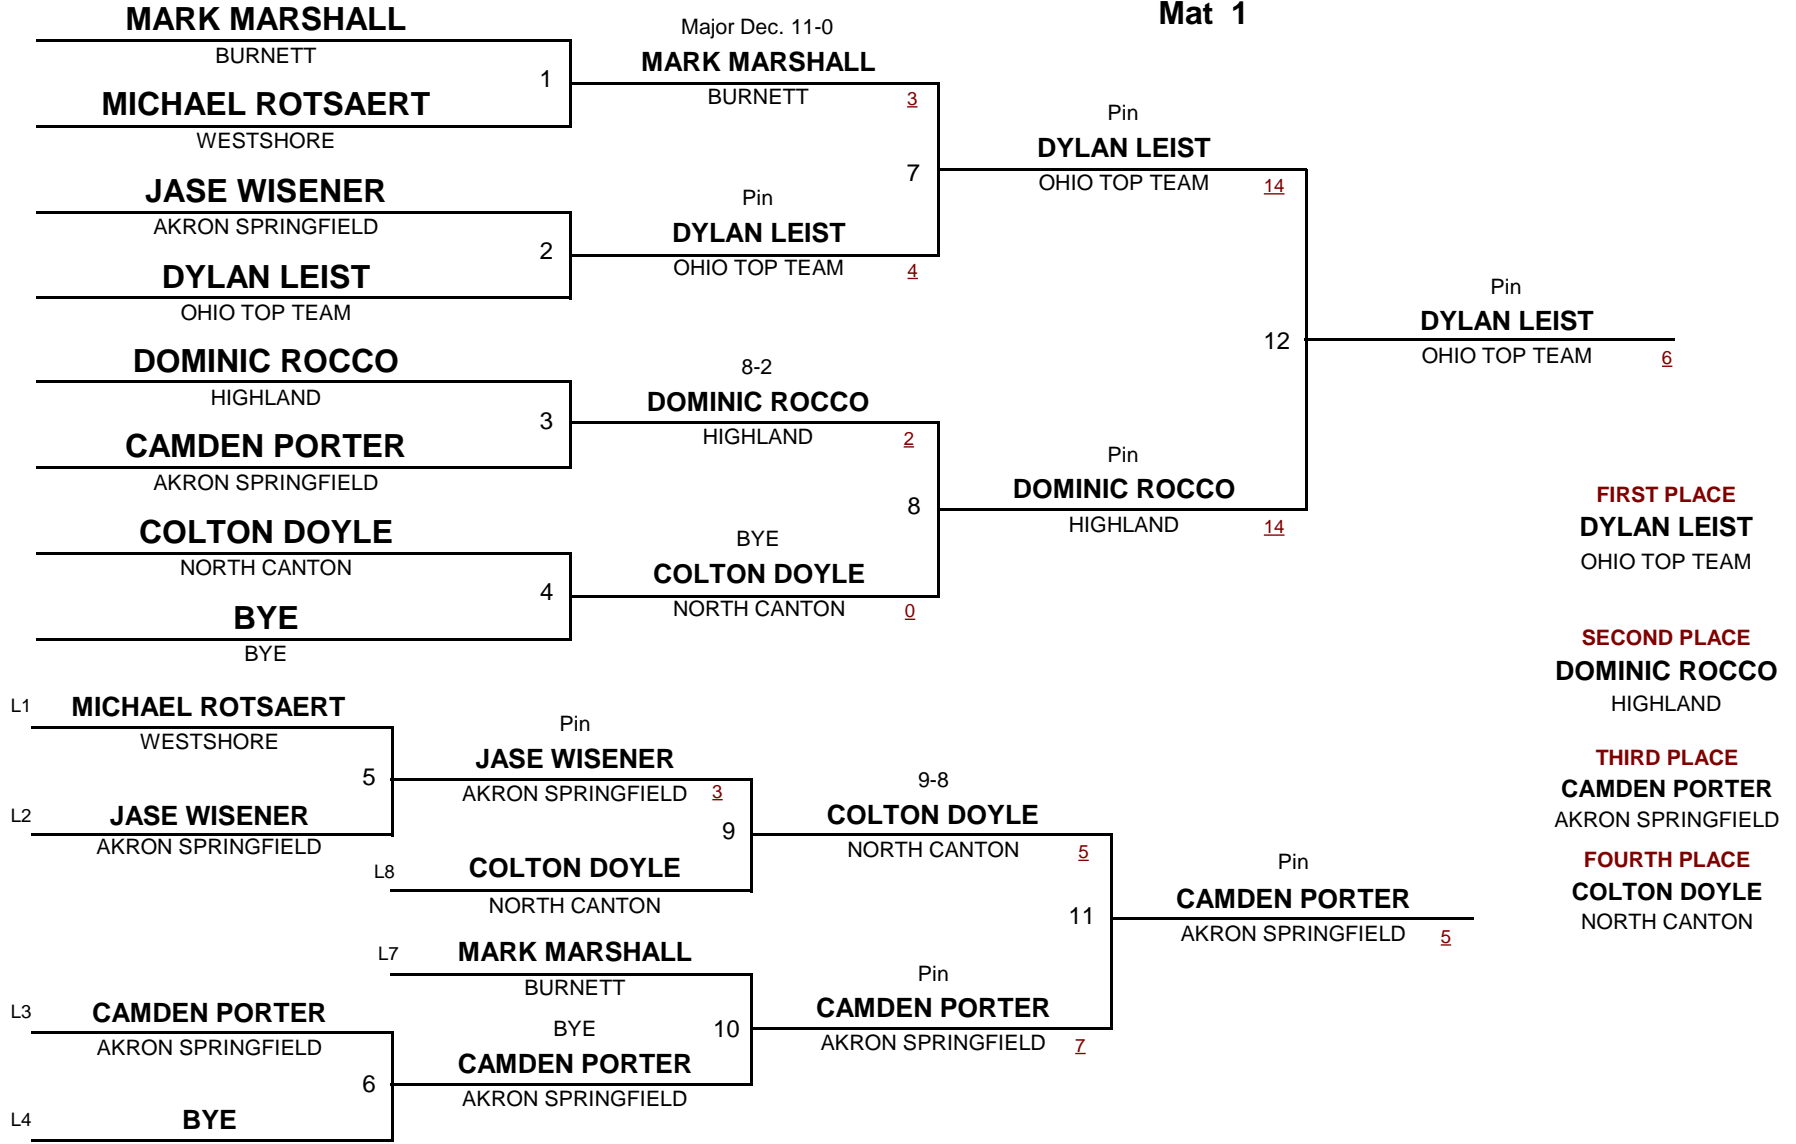 Mat 1
MARK MARSHALL
BURNETT
1
MICHAEL ROTSAERT
WESTSHORE
JASE WISENER
AKRON SPRINGFIELD
2
DYLAN LEIST
OHIO TOP TEAM
DOMINIC ROCCO
HIGHLAND
3
CAMDEN PORTER
AKRON SPRINGFIELD
COLTON DOYLE
NORTH CANTON
4
BYE
BYE
Major Dec. 11-0
MARK MARSHALL
BURNETT 3
7
Pin
DYLAN LEIST
OHIO TOP TEAM 4
8-2
DOMINIC ROCCO
HIGHLAND 2
8
BYE
COLTON DOYLE
NORTH CANTON 0
Pin
DYLAN LEIST
OHIO TOP TEAM 14
12
Pin
DOMINIC ROCCO
HIGHLAND 14
Pin
DYLAN LEIST
OHIO TOP TEAM 6
FIRST PLACE
DYLAN LEIST
OHIO TOP TEAM
SECOND PLACE
DOMINIC ROCCO
HIGHLAND
THIRD PLACE
CAMDEN PORTER
AKRON SPRINGFIELD
FOURTH PLACE
COLTON DOYLE
NORTH CANTON
L1 MICHAEL ROTSAERT
WESTSHORE
5
L2 JASE WISENER
AKRON SPRINGFIELD
L3 CAMDEN PORTER
AKRON SPRINGFIELD
6
L4 BYE
Pin
JASE WISENER
AKRON SPRINGFIELD 3
9
L8 COLTON DOYLE
NORTH CANTON
L7 MARK MARSHALL
BURNETT
BYE 10
CAMDEN PORTER
AKRON SPRINGFIELD
9-8
COLTON DOYLE
NORTH CANTON 5
11
Pin
CAMDEN PORTER
AKRON SPRINGFIELD 7
Pin
CAMDEN PORTER
AKRON SPRINGFIELD 5